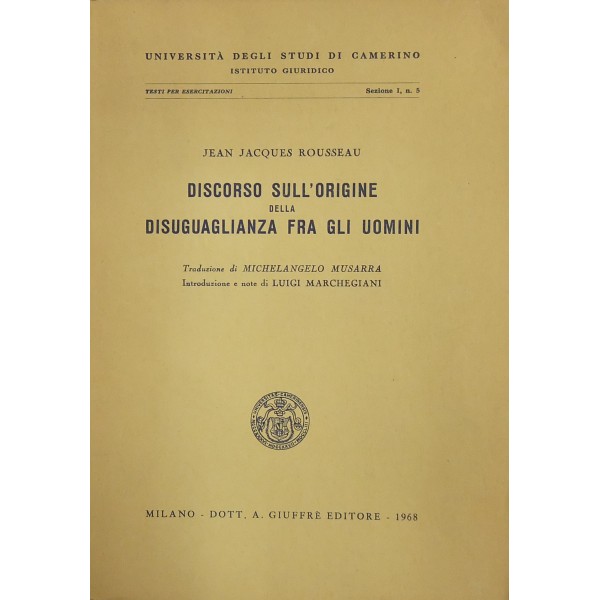 UNIVERSITÀ DEGLI STUDI DI CAMERINO
ISTITUTO GIURIDICO
TESTI PER ESERCITAZIONI Sezione I, n. 5
JEAN JACQUES ROUSSEAU
DISCORSO SULL'ORIGINE
DELLA
DISUGUAGLIANZA FRA GLI UOMINI
Traduzione di MICHELANGELO MUSARRA
Introduzione e note di LUIGI MARCHEGIANI
MILANO - DOTT. A. GIUFFRÈ EDITORE - 1968